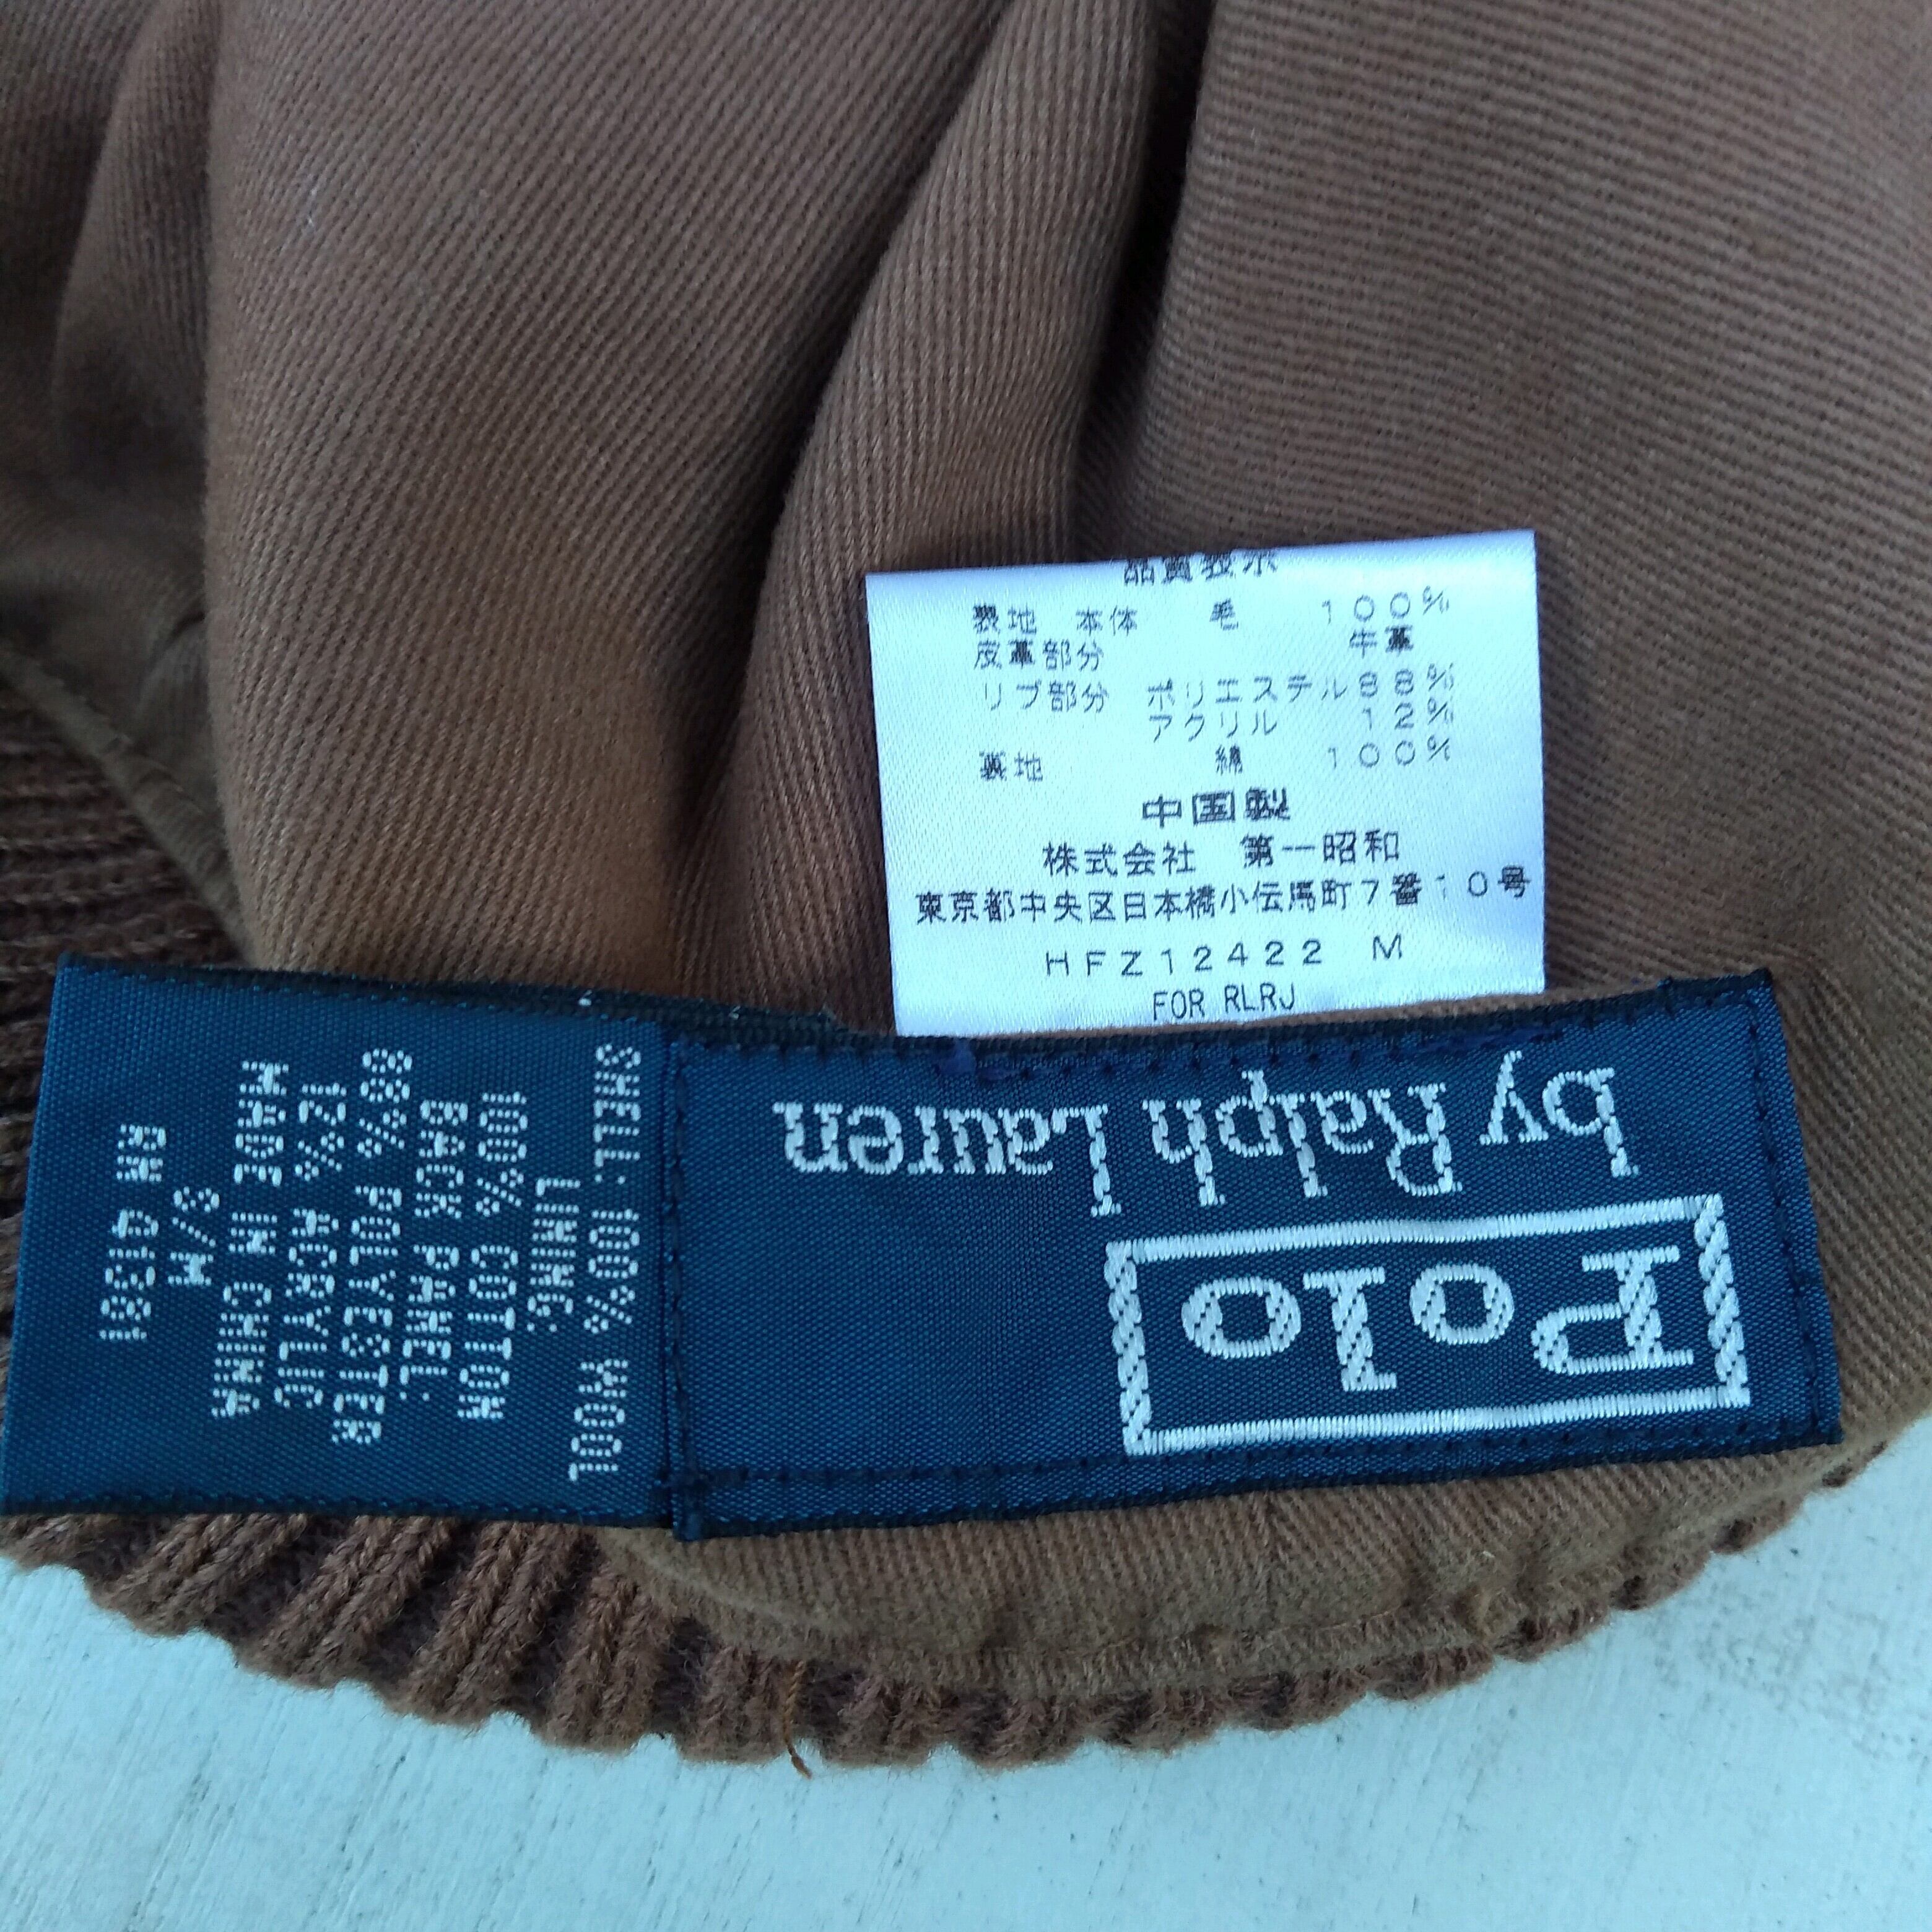 品質表示
表地 本体 毛 100%
皮革部分 牛革
リブ部分 ポリエステル88%
アクリル 12%
裏地 綿 100%
中国製
株式会社 第一昭和
東京都中央区日本橋小伝馬町7番10号
HFZ12422 M
FOR RLRJ
Polo
by Ralph Lauren
SHELL: 100% WOOL
LINING:
100% COTTON
BACK PANEL:
88% POLYESTER
12% ACRYLIC
MADE IN CHINA
S/M
RN 41381